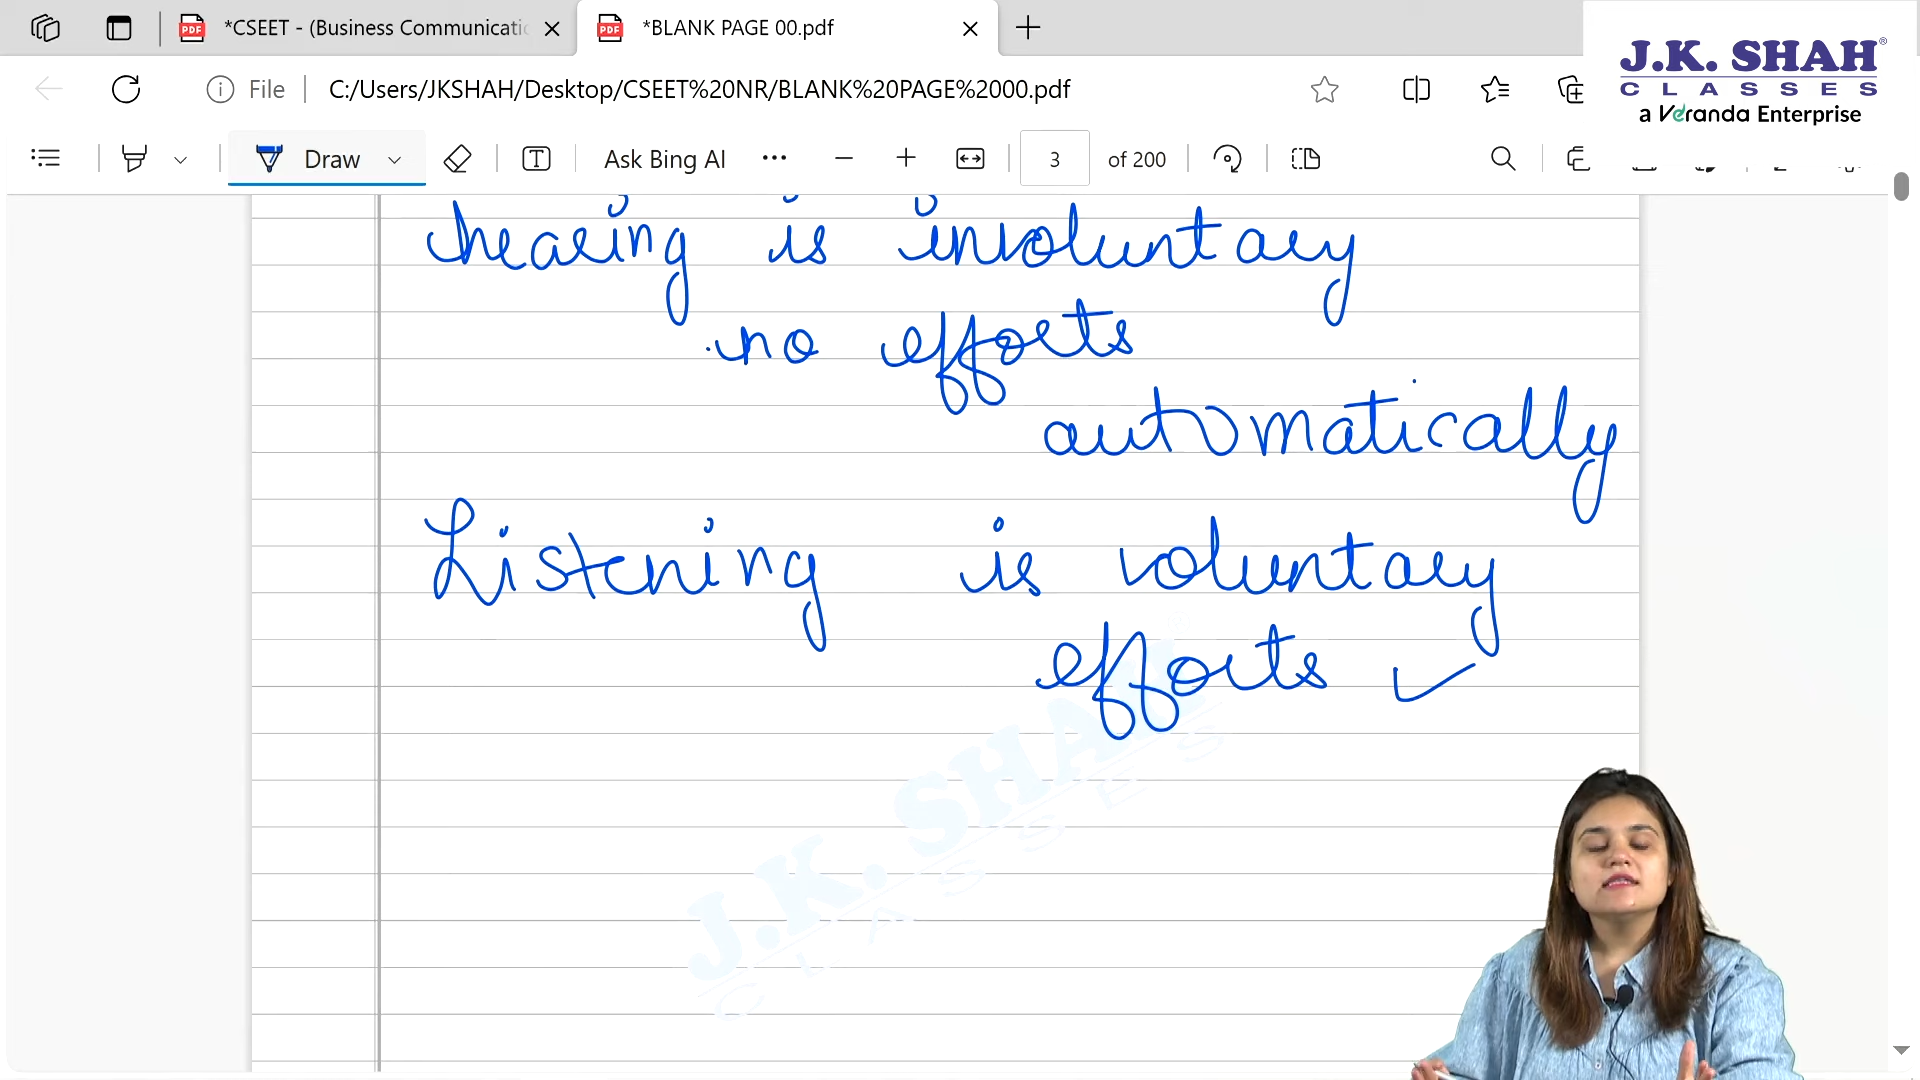 *CSEET - (Business Communicati
*BLANK PAGE 00.pdf
J.K. SHAH®
CLASSES
a Veranda Enterprise
File C:/Users/JKSHAH/Desktop/CSEET%20NR/BLANK%20PAGE%2000.pdf
Draw Ask Bing AI 3 of 200
hearing is involuntary
no efforts
automatically
Listening is voluntary
efforts ✓
J.K. SHAH
CLASSES